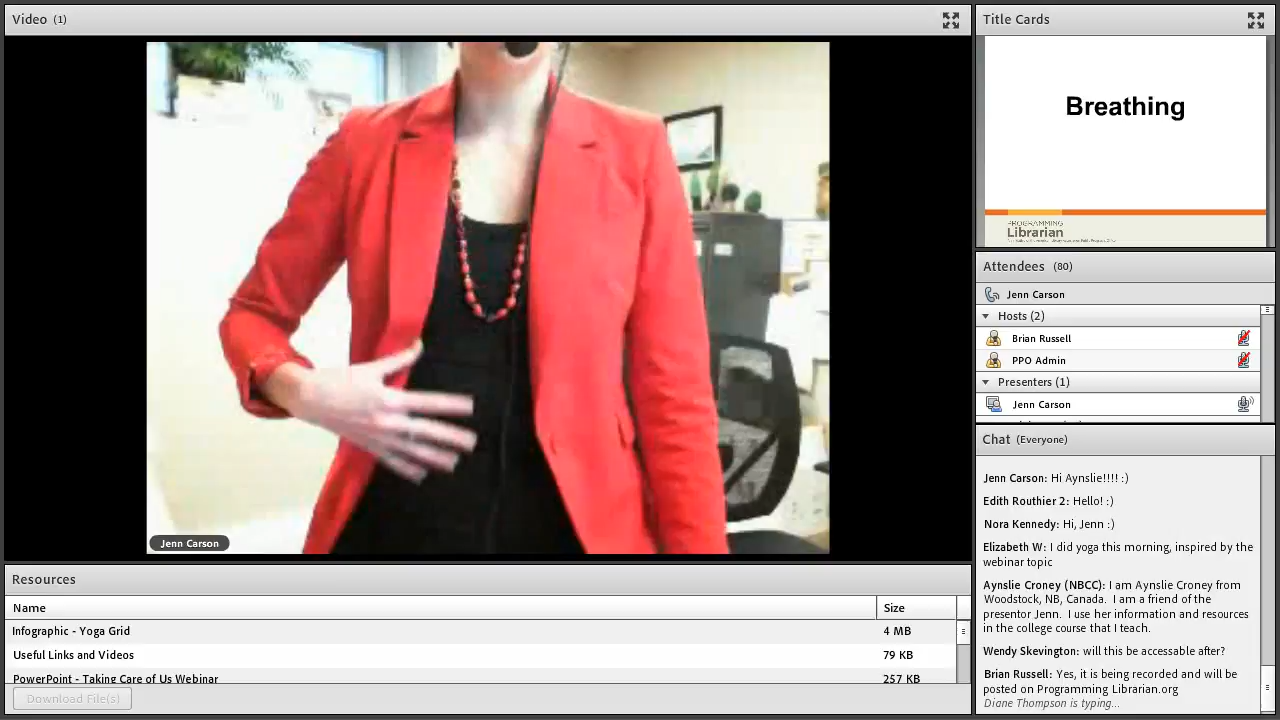 Video (1)
Jenn Carson
Resources
Name Size
Infographic - Yoga Grid 4 MB
Useful Links and Videos 79 KB
PowerPoint - Taking Care of Us Webinar 257 KB
Download File(s)
Title Cards
Breathing
PROGRAMMING
Librarian
Attendees (80)
Jenn Carson
Hosts (2)
Brian Russell
PPO Admin
Presenters (1)
Jenn Carson
Chat (Everyone)
Jenn Carson: Hi Aynslie!!!! :)
Edith Routhier 2: Hello! :)
Nora Kennedy: Hi, Jenn :)
Elizabeth W: I did yoga this morning, inspired by the
webinar topic
Aynslie Croney (NBCC): I am Aynslie Croney from
Woodstock, NB, Canada. I am a friend of the
presentor Jenn. I use her information and resources
in the college course that I teach.
Wendy Skevington: will this be accessable after?
Brian Russell: Yes, it is being recorded and will be
posted on Programming Librarian.org
Diane Thompson is typing...